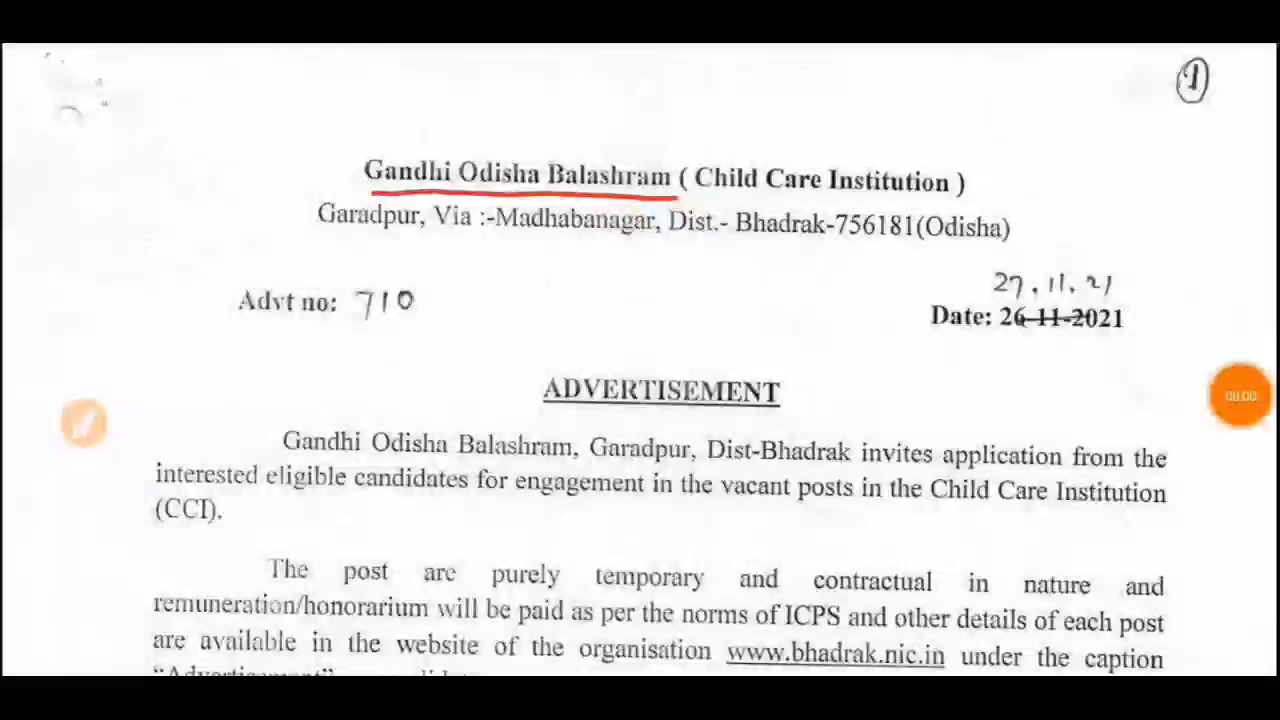 1
Gandhi Odisha Balashram ( Child Care Institution )
Garadpur, Via :-Madhabanagar, Dist.- Bhadrak-756181(Odisha)
27.11.21
Advt no: 710
Date: 26-11-2021
ADVERTISEMENT
00:00
Gandhi Odisha Balashram, Garadpur, Dist-Bhadrak invites application from the
interested eligible candidates for engagement in the vacant posts in the Child Care Institution
(CCI).
The post are purely temporary and contractual in nature and
remuneration/honorarium will be paid as per the norms of ICPS and other details of each post
are available in the website of the organisation www.bhadrak.nic.in under the caption
"Advertisement"